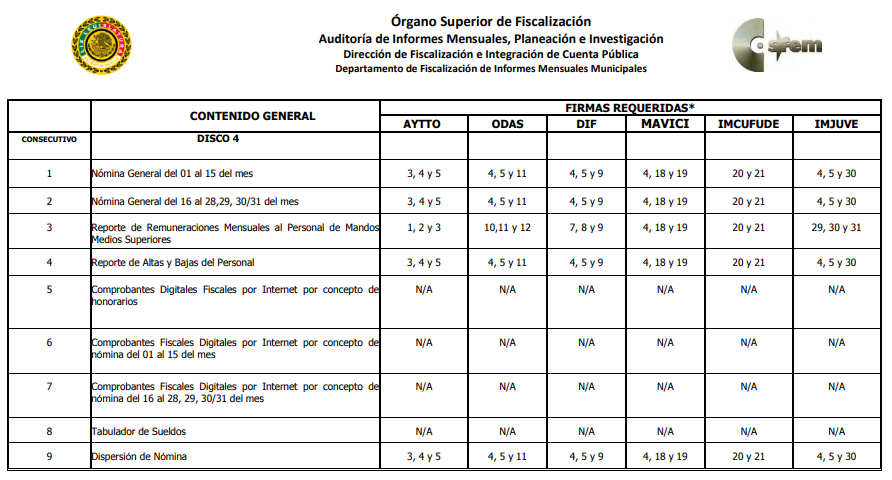 Órgano Superior de Fiscalización
Auditoría de Informes Mensuales, Planeación e Investigación
Dirección de Fiscalización e Integración de Cuenta Pública
Departamento de Fiscalización de Informes Mensuales Municipales
osfem
CONTENIDO GENERAL FIRMAS REQUERIDAS*
AYTTO ODAS DIF MAVICI IMCUFUDE IMJUVE
CONSECUTIVO DISCO 4
1 Nómina General del 01 al 15 del mes 3, 4 y 5 4, 5 y 11 4, 5 y 9 4, 18 y 19 20 y 21 4, 5 y 30
2 Nómina General del 16 al 28,29, 30/31 del mes 3, 4 y 5 4, 5 y 11 4, 5 y 9 4, 18 y 19 20 y 21 4, 5 y 30
3 Reporte de Remuneraciones Mensuales al Personal de Mandos 1, 2 y 3 10,11 y 12 7, 8 y 9 4, 18 y 19 20 y 21 29, 30 y 31
Medios Superiores
4 Reporte de Altas y Bajas del Personal 3, 4 y 5 4, 5 y 11 4, 5 y 9 4, 18 y 19 20 y 21 4, 5 y 30
5 Comprobantes Digitales Fiscales por Internet por concepto de N/A N/A N/A N/A N/A N/A
honorarios
6 Comprobantes Fiscales Digitales por Internet por concepto de N/A N/A N/A N/A N/A N/A
nómina del 01 al 15 del mes
7 Comprobantes Fiscales Digitales por Internet por concepto de N/A N/A N/A N/A N/A N/A
nómina del 16 al 28, 29, 30/31 del mes
8 Tabulador de Sueldos N/A N/A N/A N/A N/A N/A
9 Dispersión de Nómina 3, 4 y 5 4, 5 y 11 4, 5 y 9 4, 18 y 19 20 y 21 4, 5 y 30